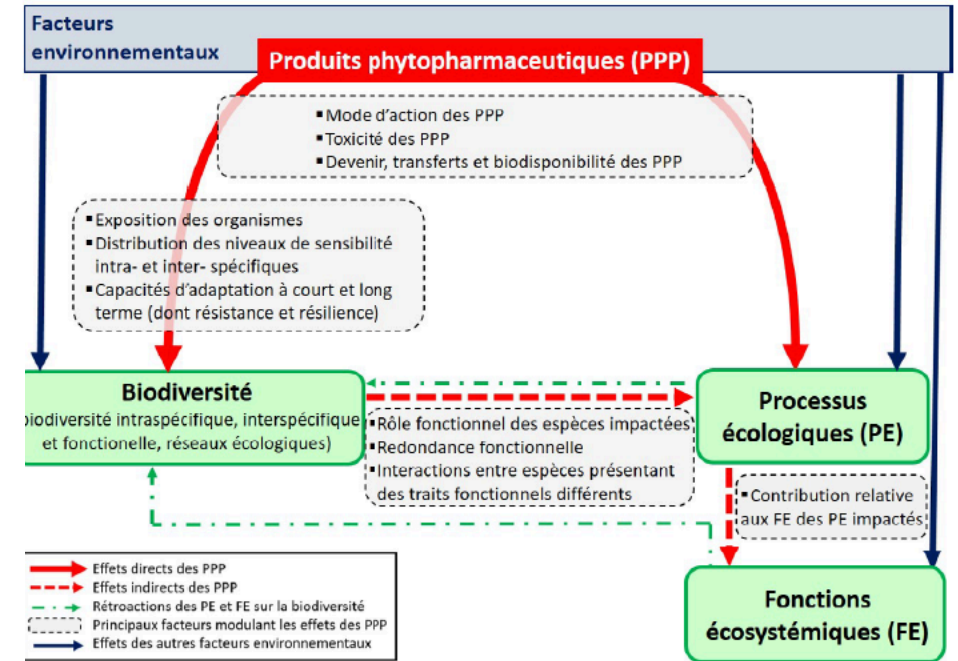 Facteurs
environnementaux
Produits phytopharmaceutiques (PPP)
▪ Mode d'action des PPP
▪ Toxicité des PPP
▪ Devenir, transferts et biodisponibilité des PPP
▪ Exposition des organismes
▪ Distribution des niveaux de sensibilité
intra- et inter- spécifiques
▪ Capacités d'adaptation à court et long
terme (dont résistance et résilience)
Biodiversité
biodiversité intraspécifique, interspécifique
et fonctionelle, réseaux écologiques)
▪ Rôle fonctionnel des espèces impactées
▪ Redondance fonctionnelle
▪ Interactions entre espèces présentant
des traits fonctionnels différents
Processus
écologiques (PE)
▪ Contribution relative
aux FE des PE impactés
Fonctions
écosystémiques (FE)
Effets directs des PPP
Effets indirects des PPP
Rétroactions des PE et FE sur la biodiversité
Principaux facteurs modulant les effets des PPP
Effets des autres facteurs environnementaux